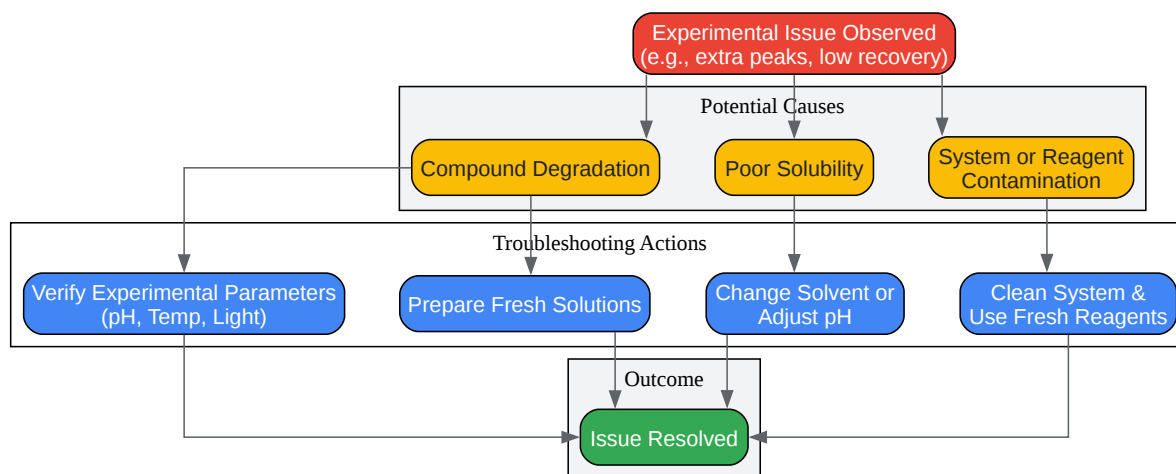 Experimental Issue Observed
(e.g., extra peaks, low recovery)
Potential Causes
Compound Degradation
Poor Solubility
System or Reagent
Contamination
Troubleshooting Actions
Verify Experimental Parameters
(pH, Temp, Light)
Prepare Fresh Solutions
Change Solvent or
Adjust pH
Clean System &
Use Fresh Reagents
Outcome
Issue Resolved